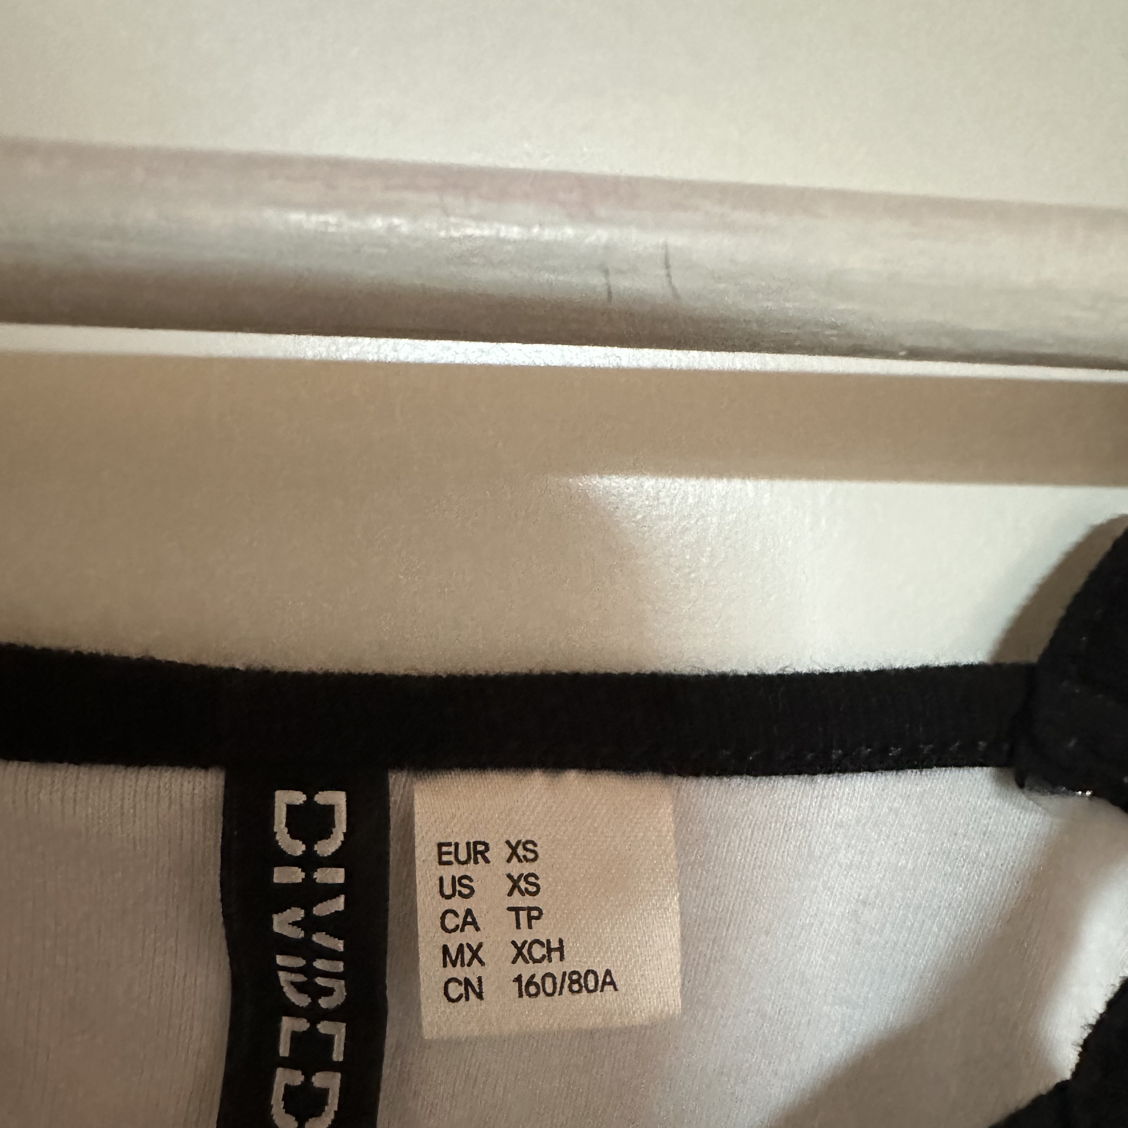 DIVIDED
EUR XS
US XS
CA TP
MX XCH
CN 160/80A